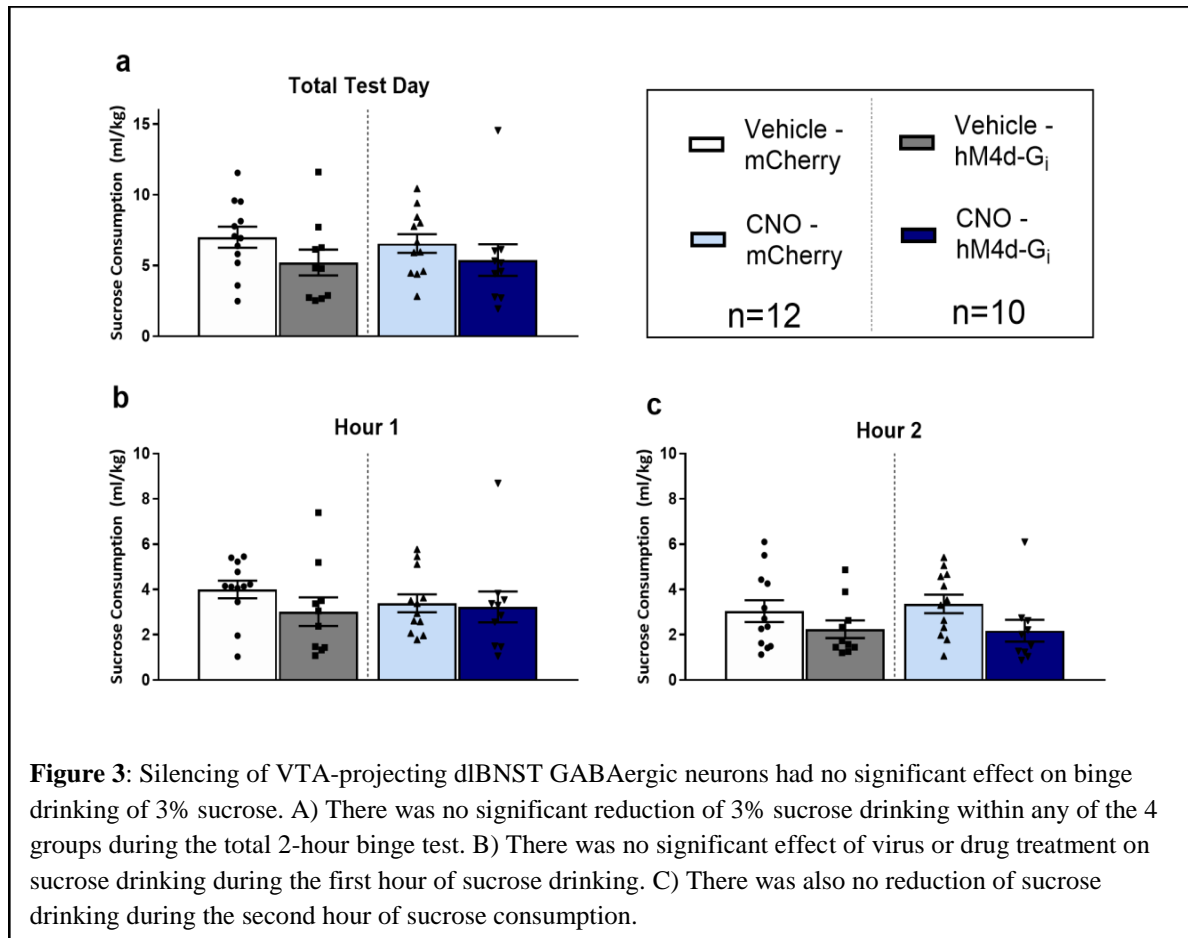 a
Total Test Day
Sucrose Consumption (ml/kg)
15
10
5
0
Vehicle -
mCherry
Vehicle -
hM4d-Gi
CNO -
mCherry
CNO -
hM4d-Gi
n=12
n=10
b
Hour 1
Sucrose Consumption (ml/kg)
10
8
6
4
2
0
c
Hour 2
Sucrose Consumption (ml/kg)
10
8
6
4
2
0
Figure 3: Silencing of VTA-projecting dlBNST GABAergic neurons had no significant effect on binge
drinking of 3% sucrose. A) There was no significant reduction of 3% sucrose drinking within any of the 4
groups during the total 2-hour binge test. B) There was no significant effect of virus or drug treatment on
sucrose drinking during the first hour of sucrose drinking. C) There was also no reduction of sucrose
drinking during the second hour of sucrose consumption.